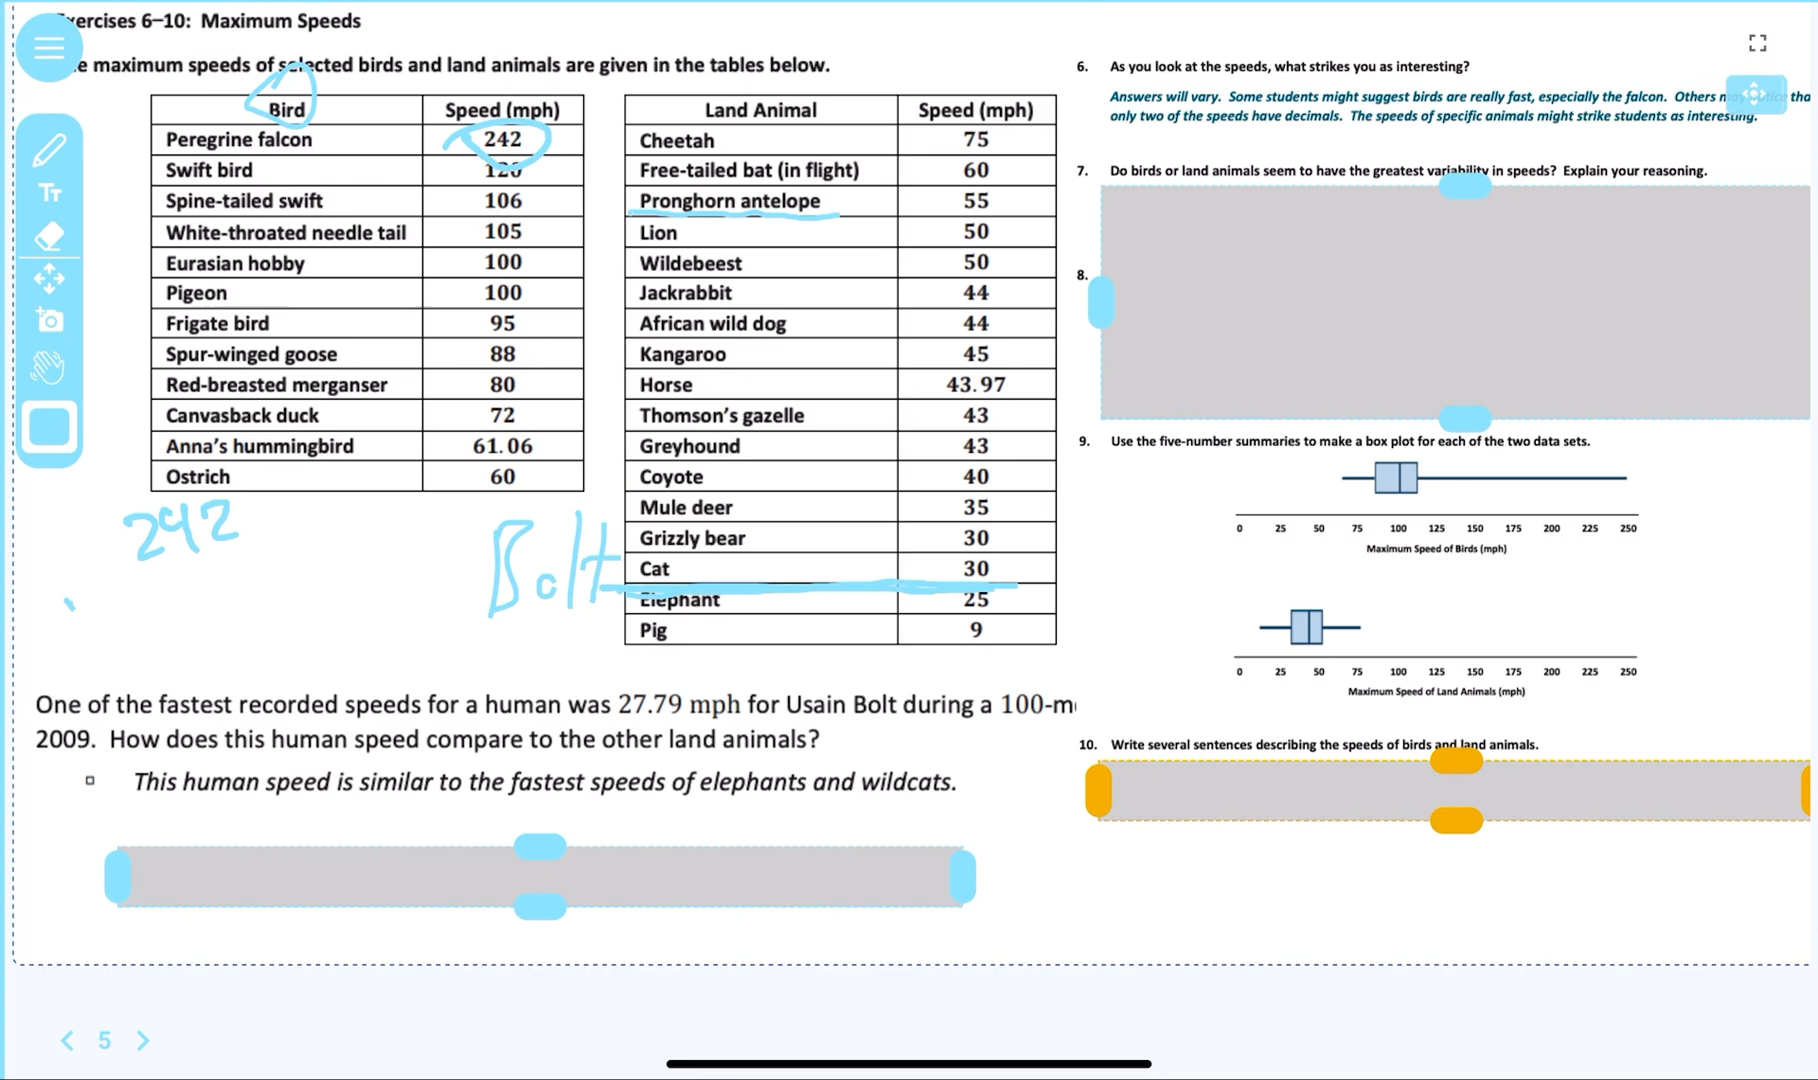 ercises 6–10: Maximum Speeds
e maximum speeds of selected birds and land animals are given in the tables below.
Bird Speed (mph)
Peregrine falcon 242
Swift bird 120
Spine-tailed swift 106
White-throated needle tail 105
Eurasian hobby 100
Pigeon 100
Frigate bird 95
Spur-winged goose 88
Red-breasted merganser 80
Canvasback duck 72
Anna's hummingbird 61.06
Ostrich 60
Land Animal Speed (mph)
Cheetah 75
Free-tailed bat (in flight) 60
Pronghorn antelope 55
Lion 50
Wildebeest 50
Jackrabbit 44
African wild dog 44
Kangaroo 45
Horse 43.97
Thomson's gazelle 43
Greyhound 43
Coyote 40
Mule deer 35
Grizzly bear 30
Cat 30
Elephant 25
Pig 9
242
Bolt
One of the fastest recorded speeds for a human was 27.79 mph for Usain Bolt during a 100-m
2009. How does this human speed compare to the other land animals?
This human speed is similar to the fastest speeds of elephants and wildcats.
6. As you look at the speeds, what strikes you as interesting?
Answers will vary. Some students might suggest birds are really fast, especially the falcon. Others may notice tha
only two of the speeds have decimals. The speeds of specific animals might strike students as interesting.
7. Do birds or land animals seem to have the greatest variability in speeds? Explain your reasoning.
8.
9. Use the five-number summaries to make a box plot for each of the two data sets.
0 25 50 75 100 125 150 175 200 225 250
Maximum Speed of Birds (mph)
0 25 50 75 100 125 150 175 200 225 250
Maximum Speed of Land Animals (mph)
10. Write several sentences describing the speeds of birds and land animals.
TT
< 5 >